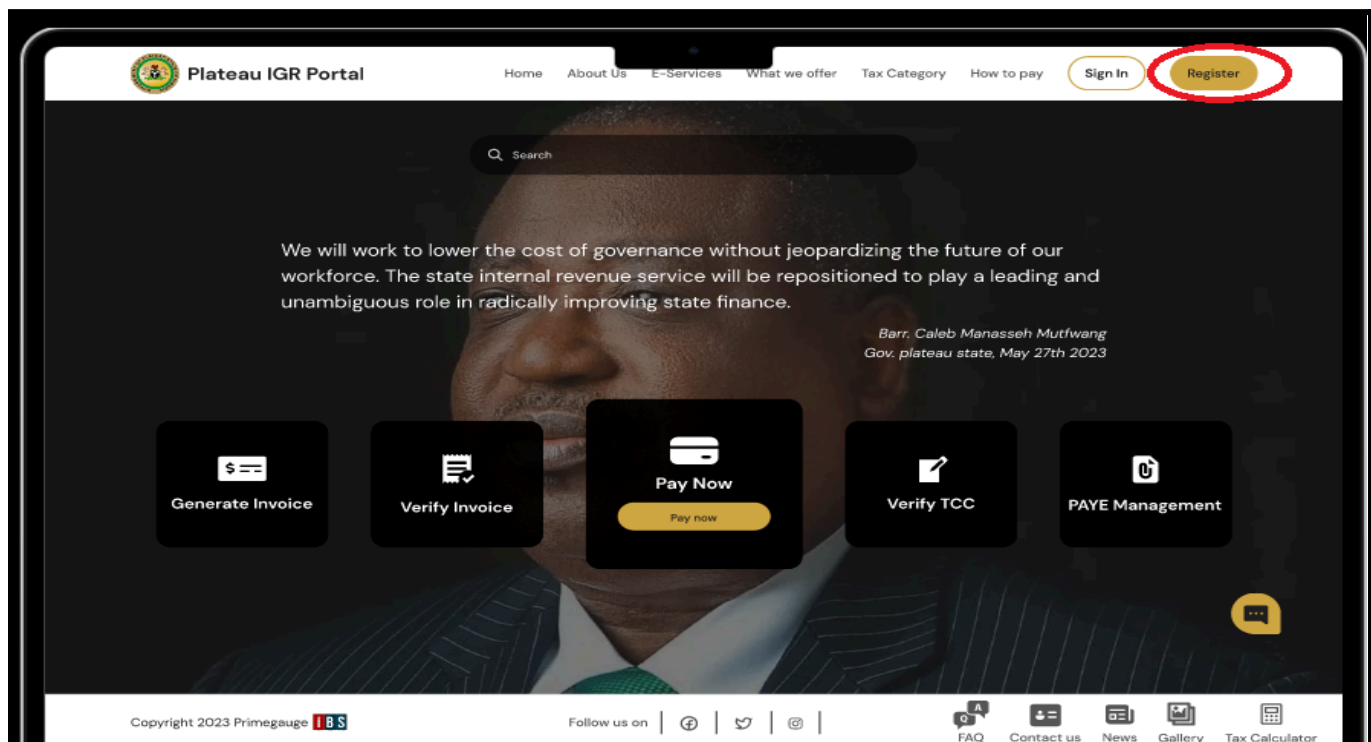 Plateau IGR Portal
Home
About Us
E-Services
What we offer
Tax Category
How to pay
Sign In
Register
Search
We will work to lower the cost of governance without jeopardizing the future of our
workforce. The state internal revenue service will be repositioned to play a leading and
unambiguous role in radically improving state finance.
Barr. Caleb Manasseh Mutfwang
Gov. plateau state, May 27th 2023
Generate Invoice
Verify Invoice
Pay Now
Pay now
Verify TCC
PAYE Management
Copyright 2023 Primegauge IBS
Follow us on
FAQ
Contact us
News
Gallery
Tax Calculator